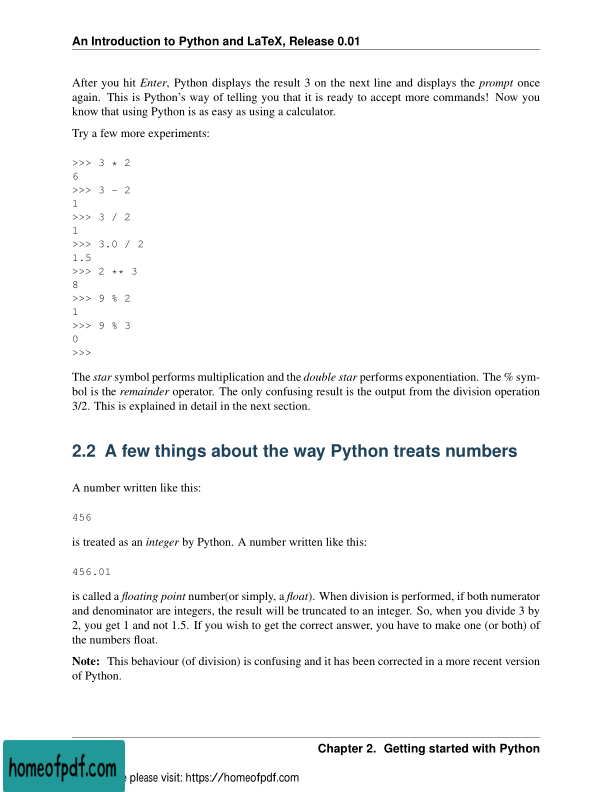 An Introduction to Python and LaTeX, Release 0.01
After you hit Enter, Python displays the result 3 on the next line and displays the prompt once
again. This is Python's way of telling you that it is ready to accept more commands! Now you
know that using Python is as easy as using a calculator.
Try a few more experiments:
>>> 3 * 2
6
>>> 3 - 2
1
>>> 3 / 2
1
>>> 3.0 / 2
1.5
>>> 2 ** 3
8
>>> 9 % 2
1
>>> 9 % 3
0
>>>
The star symbol performs multiplication and the double star performs exponentiation. The % sym-
bol is the remainder operator. The only confusing result is the output from the division operation
3/2. This is explained in detail in the next section.
2.2 A few things about the way Python treats numbers
A number written like this:
456
is treated as an integer by Python. A number written like this:
456.01
is called a floating point number(or simply, a float). When division is performed, if both numerator
and denominator are integers, the result will be truncated to an integer. So, when you divide 3 by
2, you get 1 and not 1.5. If you wish to get the correct answer, you have to make one (or both) of
the numbers float.
Note: This behaviour (of division) is confusing and it has been corrected in a more recent version
of Python.
Chapter 2. Getting started with Python
homeofpdf.com
please visit: https://homeofpdf.com